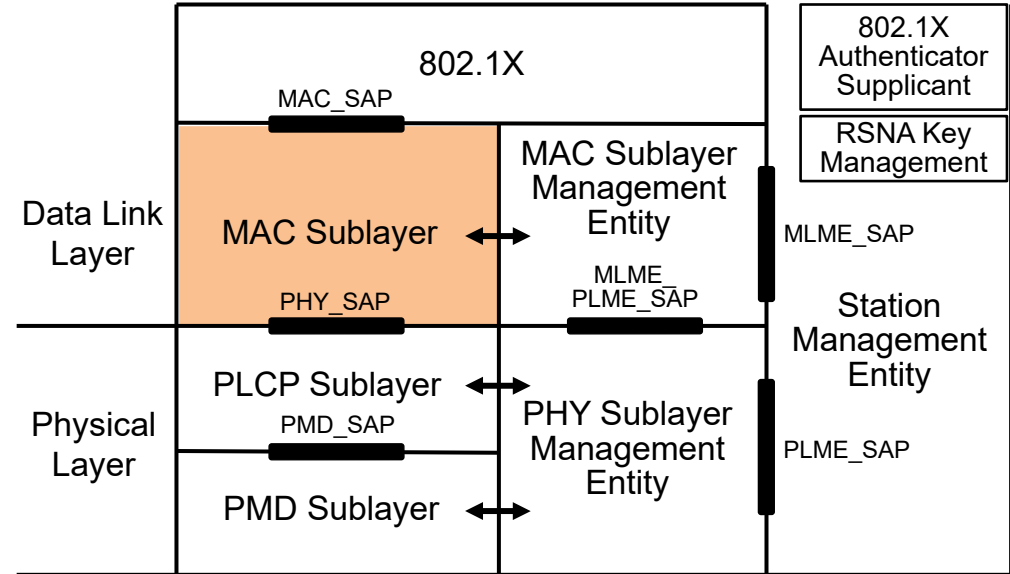 802.1X
802.1X
Authenticator
Supplicant
MAC_SAP
RSNA Key
Management
MAC Sublayer
Management
Entity
Data Link
Layer
MAC Sublayer
MLME_SAP
MLME_
PLME_SAP
PHY_SAP
Station
Management
Entity
PLCP Sublayer
PHY Sublayer
Management
Entity
Physical
Layer
PMD_SAP
PLME_SAP
PMD Sublayer